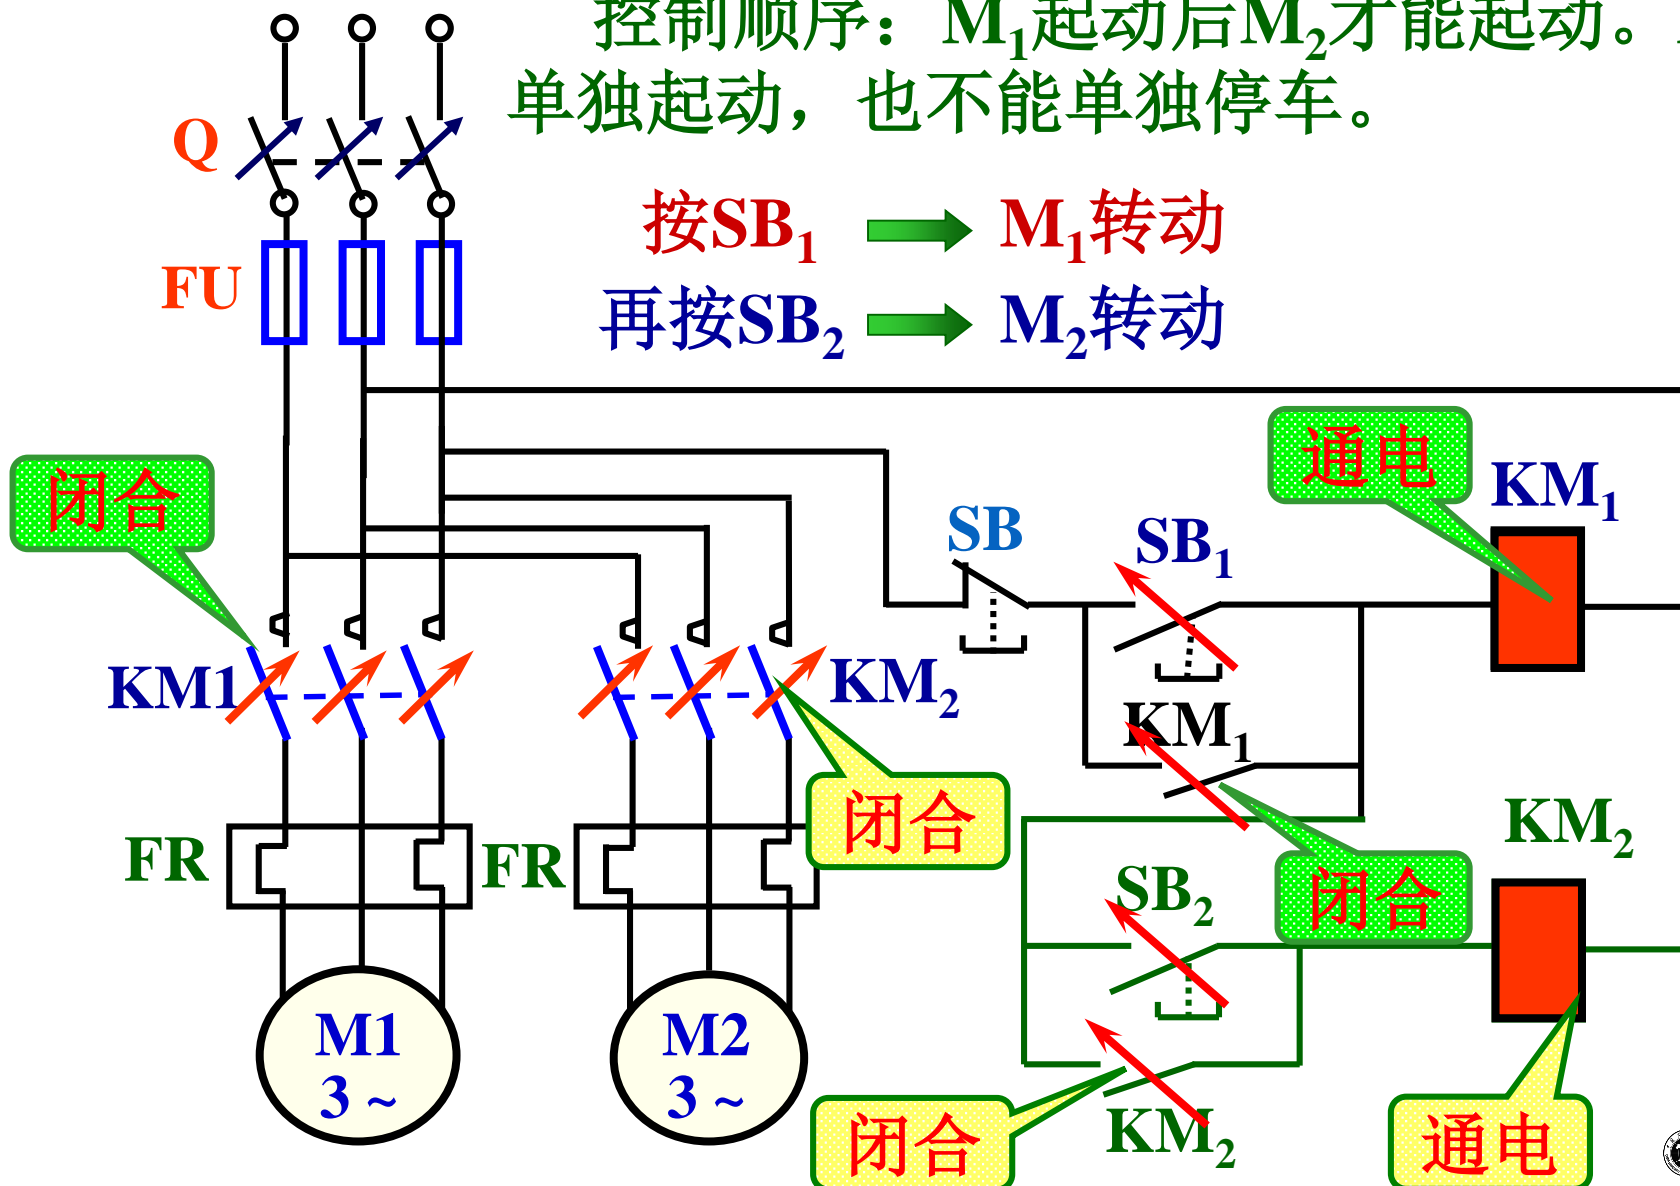 控制顺序：M₁起动后M₂才能起动。
单独起动，也不能单独停车。
Q
按SB₁
M₁转动
FU
再按SB₂
M₂转动
通电
KM₁
闭合
SB
SB₁
KM1
KM₂
KM₁
闭合
KM₂
FR
FR
SB₂
闭合
M1
3 ~
M2
3 ~
闭合
KM₂
通电